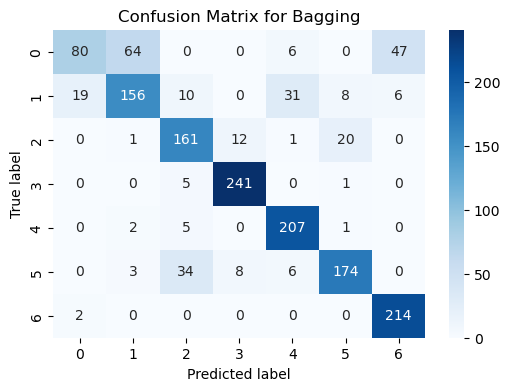 Confusion Matrix for Bagging
True label
0 80 64 0 0 6 0 47
1 19 156 10 0 31 8 6
2 0 1 161 12 1 20 0
3 0 0 5 241 0 1 0
4 0 2 5 0 207 1 0
5 0 3 34 8 6 174 0
6 2 0 0 0 0 0 214
0 1 2 3 4 5 6
Predicted label
200
150
100
50
0